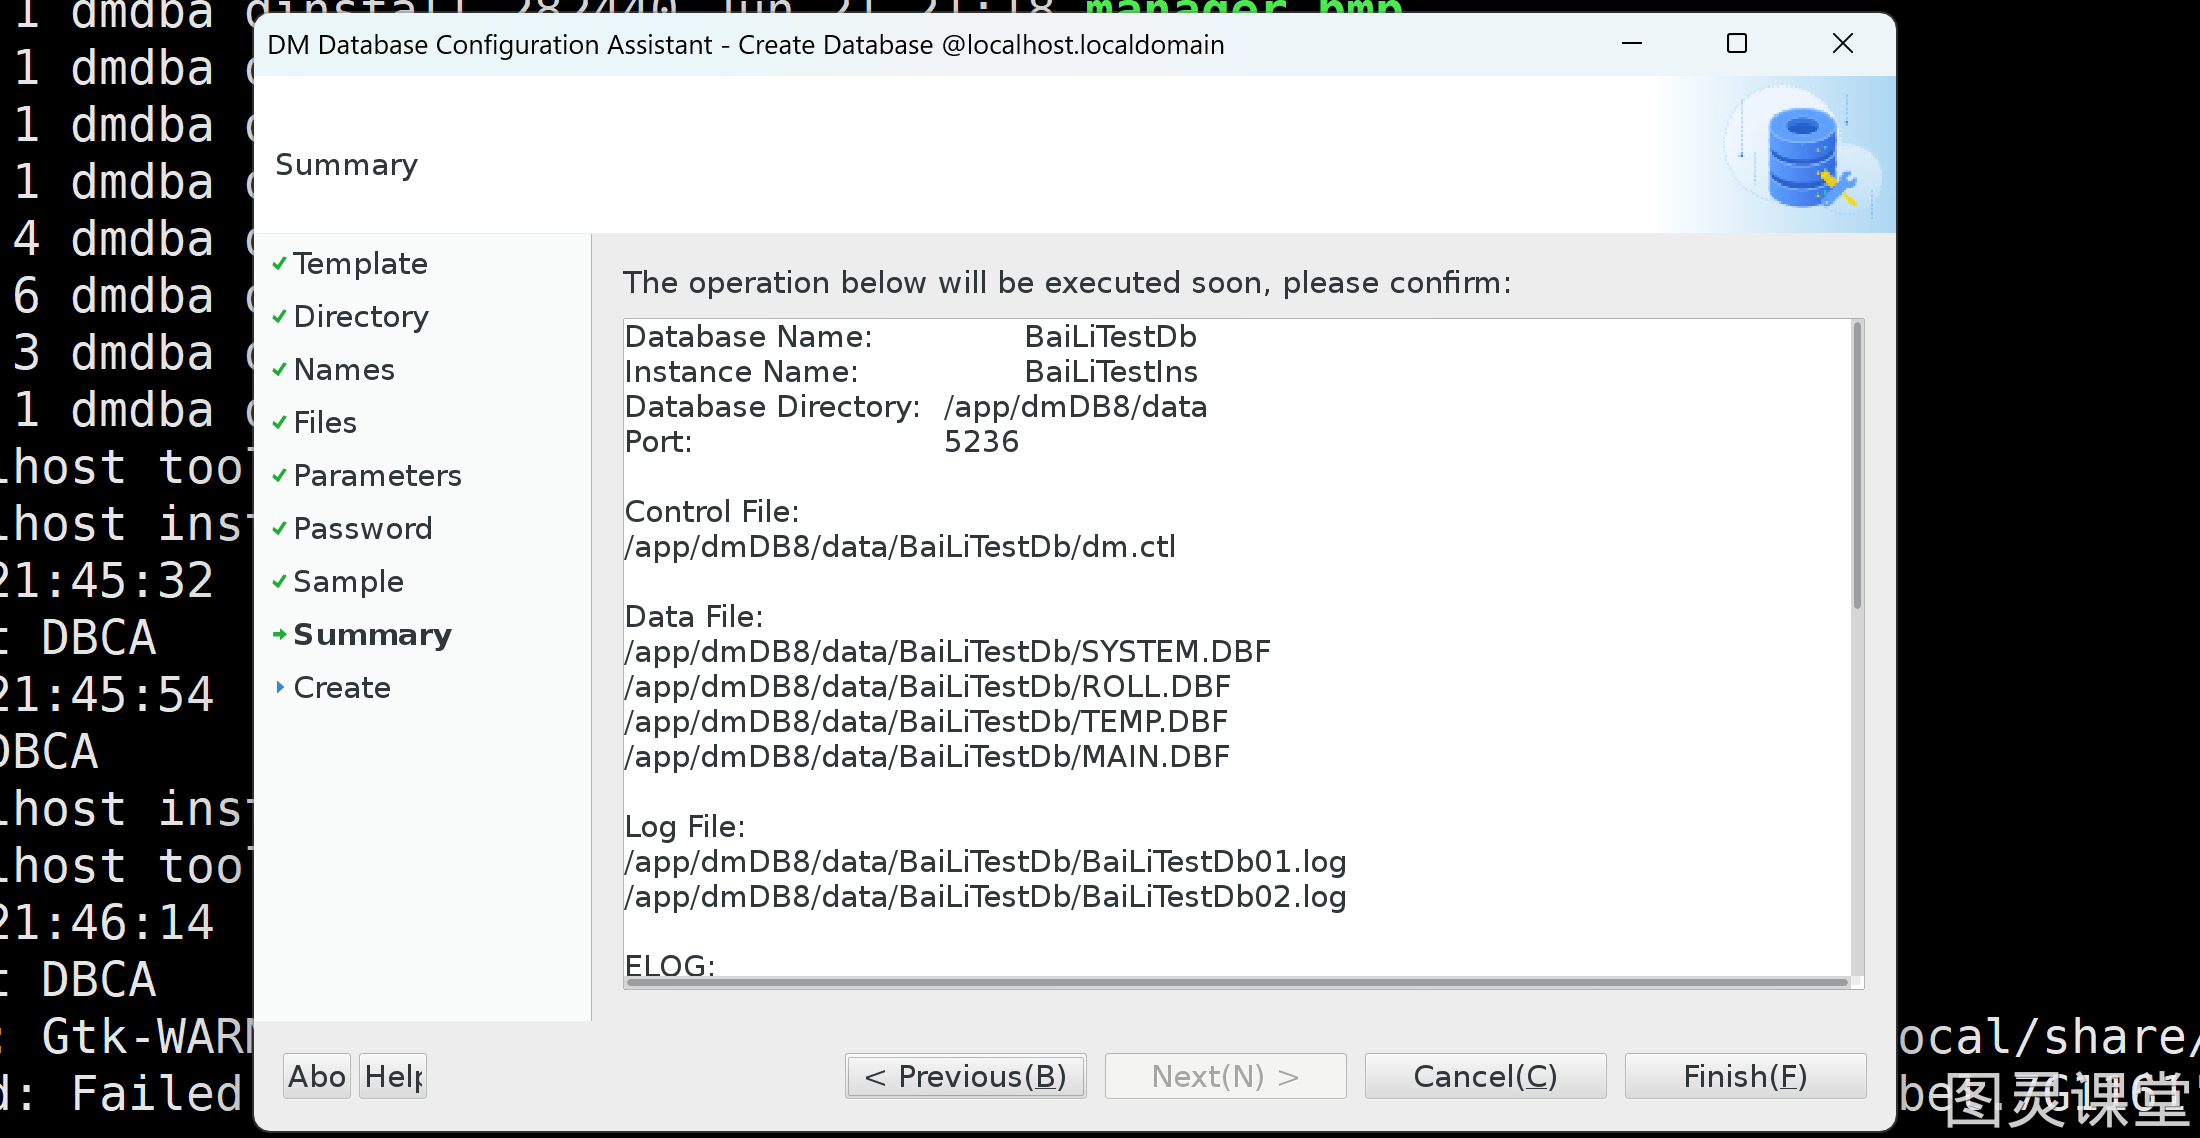 1 dmdba dinstall 282440 Jun 21 21:18 manager.bmp
1 dmdba
1 dmdba
1 dmdba
4 dmdba
6 dmdba
3 dmdba
1 dmdba
lhost tool
lhost inst
21:45:32
t DBCA
21:45:54
DBCA
lhost inst
lhost tool
21:46:14
t DBCA
: Gtk-WARN
d: Failed
DM Database Configuration Assistant - Create Database @localhost.localdomain
Summary
Template
Directory
Names
Files
Parameters
Password
Sample
Summary
Create
The operation below will be executed soon, please confirm:
Database Name: BaiLiTestDb
Instance Name: BaiLiTestIns
Database Directory: /app/dmDB8/data
Port: 5236
Control File:
/app/dmDB8/data/BaiLiTestDb/dm.ctl
Data File:
/app/dmDB8/data/BaiLiTestDb/SYSTEM.DBF
/app/dmDB8/data/BaiLiTestDb/ROLL.DBF
/app/dmDB8/data/BaiLiTestDb/TEMP.DBF
/app/dmDB8/data/BaiLiTestDb/MAIN.DBF
Log File:
/app/dmDB8/data/BaiLiTestDb/BaiLiTestDb01.log
/app/dmDB8/data/BaiLiTestDb/BaiLiTestDb02.log
ELOG:
Abo Help < Previous(B) Next(N) > Cancel(C) Finish(F)
ocal/share/
图灵课堂